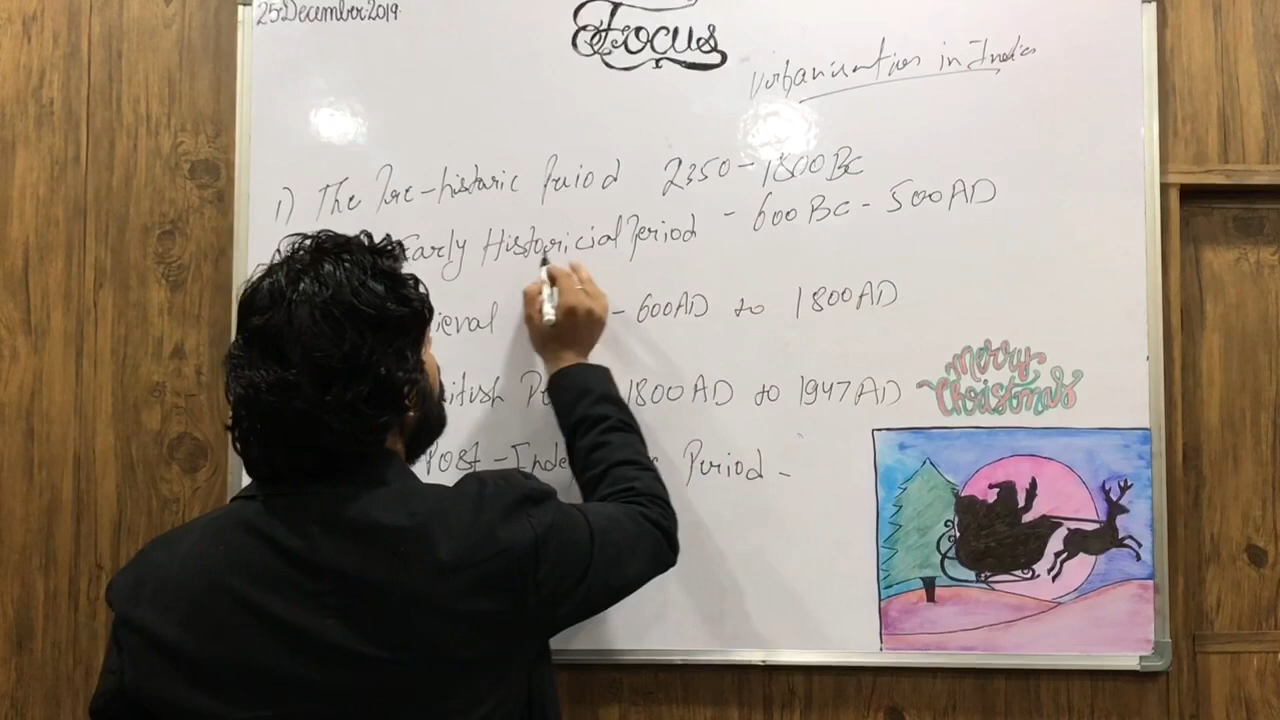 25 December 2019
Focus
Urbanisation in India
1) The Pre-historic Period 2350-1800 BC
Early Historicial Period - 600 BC - 500 AD
ieval - 600 AD to 1800 AD
itish Pe 1800 AD to 1947 AD
Post-Inde Period -
Merry
Christmas